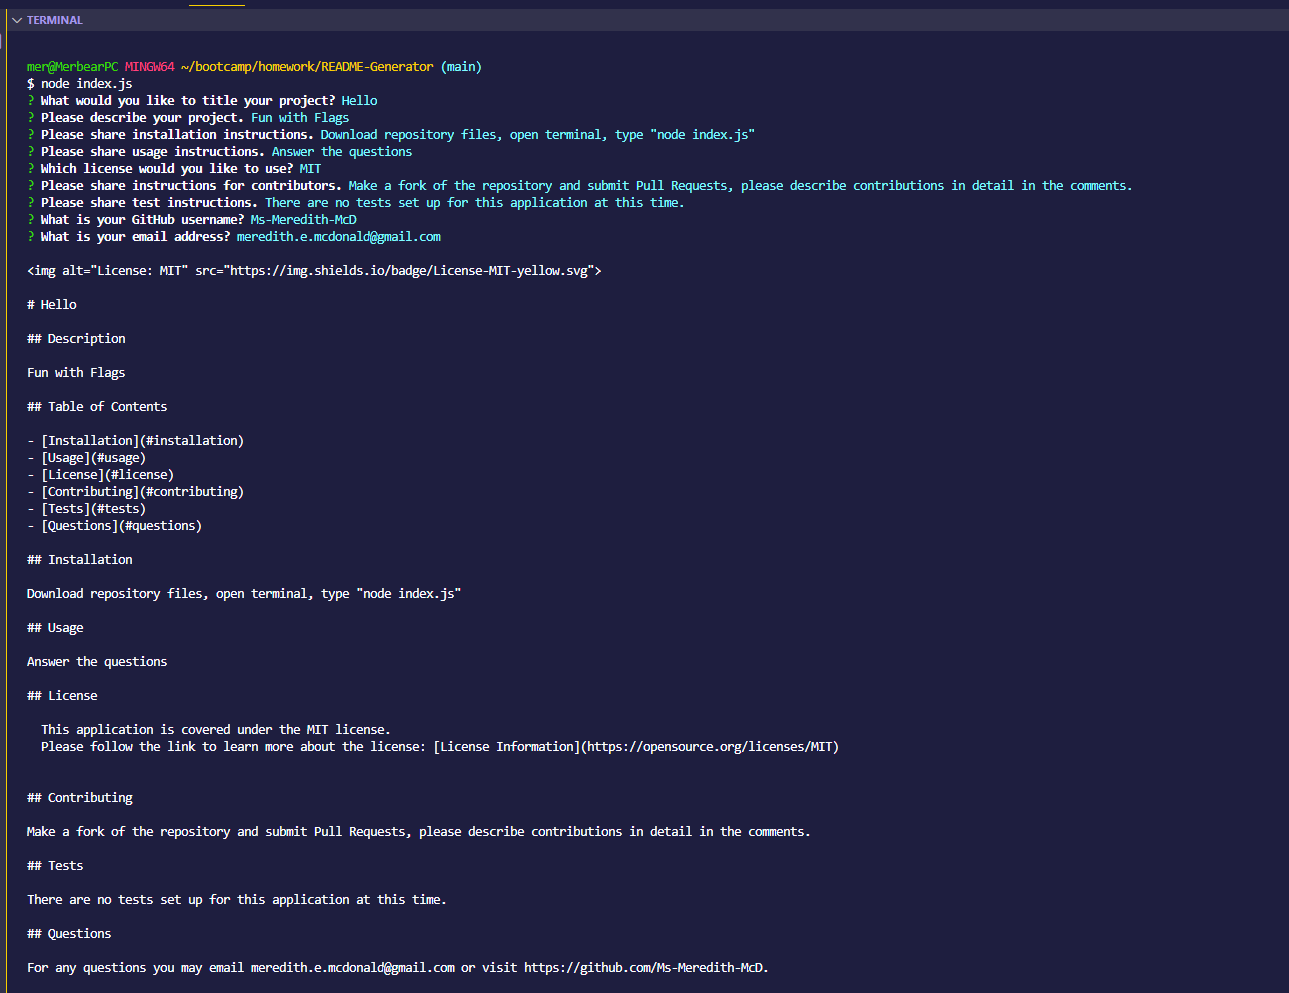 TERMINAL
mer@MerbearPC MINGW64 ~/bootcamp/homework/README-Generator (main)
$ node index.js
? What would you like to title your project? Hello
? Please describe your project. Fun with Flags
? Please share installation instructions. Download repository files, open terminal, type "node index.js"
? Please share usage instructions. Answer the questions
? Which license would you like to use? MIT
? Please share instructions for contributors. Make a fork of the repository and submit Pull Requests, please describe contributions in detail in the comments.
? Please share test instructions. There are no tests set up for this application at this time.
? What is your GitHub username? Ms-Meredith-McD
? What is your email address? meredith.e.mcdonald@gmail.com
<img alt="License: MIT" src="https://img.shields.io/badge/License-MIT-yellow.svg">
# Hello
## Description
Fun with Flags
## Table of Contents
- [Installation](#installation)
- [Usage](#usage)
- [License](#license)
- [Contributing](#contributing)
- [Tests](#tests)
- [Questions](#questions)
## Installation
Download repository files, open terminal, type "node index.js"
## Usage
Answer the questions
## License
This application is covered under the MIT license.
Please follow the link to learn more about the license: [License Information](https://opensource.org/licenses/MIT)
## Contributing
Make a fork of the repository and submit Pull Requests, please describe contributions in detail in the comments.
## Tests
There are no tests set up for this application at this time.
## Questions
For any questions you may email meredith.e.mcdonald@gmail.com or visit https://github.com/Ms-Meredith-McD.